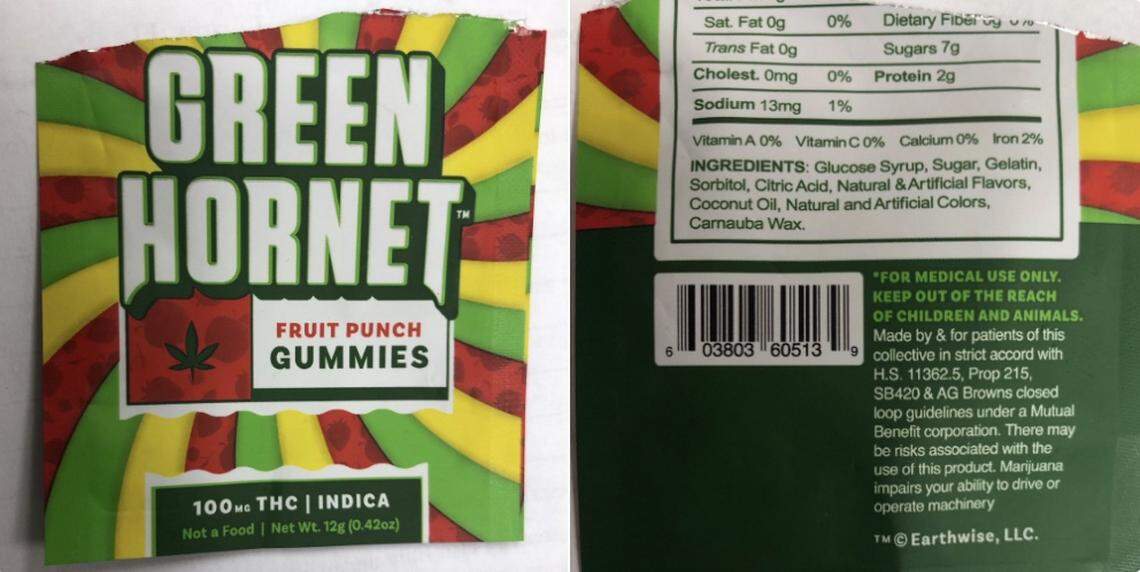 GREEN
HORNET™
FRUIT PUNCH
GUMMIES
100MG THC | INDICA
Not a Food | Net Wt. 12g (0.42oz)
Sat. Fat 0g 0% Dietary Fiber 0g 0%
Trans Fat 0g Sugars 7g
Cholest. 0mg 0% Protein 2g
Sodium 13mg 1%
Vitamin A 0% Vitamin C 0% Calcium 0% Iron 2%
INGREDIENTS: Glucose Syrup, Sugar, Gelatin,
Sorbitol, Citric Acid, Natural & Artificial Flavors,
Coconut Oil, Natural and Artificial Colors,
Carnauba Wax.
6 03803 60513 9
*FOR MEDICAL USE ONLY.
KEEP OUT OF THE REACH
OF CHILDREN AND ANIMALS.
Made by & for patients of this
collective in strict accord with
H.S. 11362.5, Prop 215,
SB420 & AG Browns closed
loop guidelines under a Mutual
Benefit corporation. There may
be risks associated with the
use of this product. Marijuana
impairs your ability to drive or
operate machinery
TM © Earthwise, LLC.